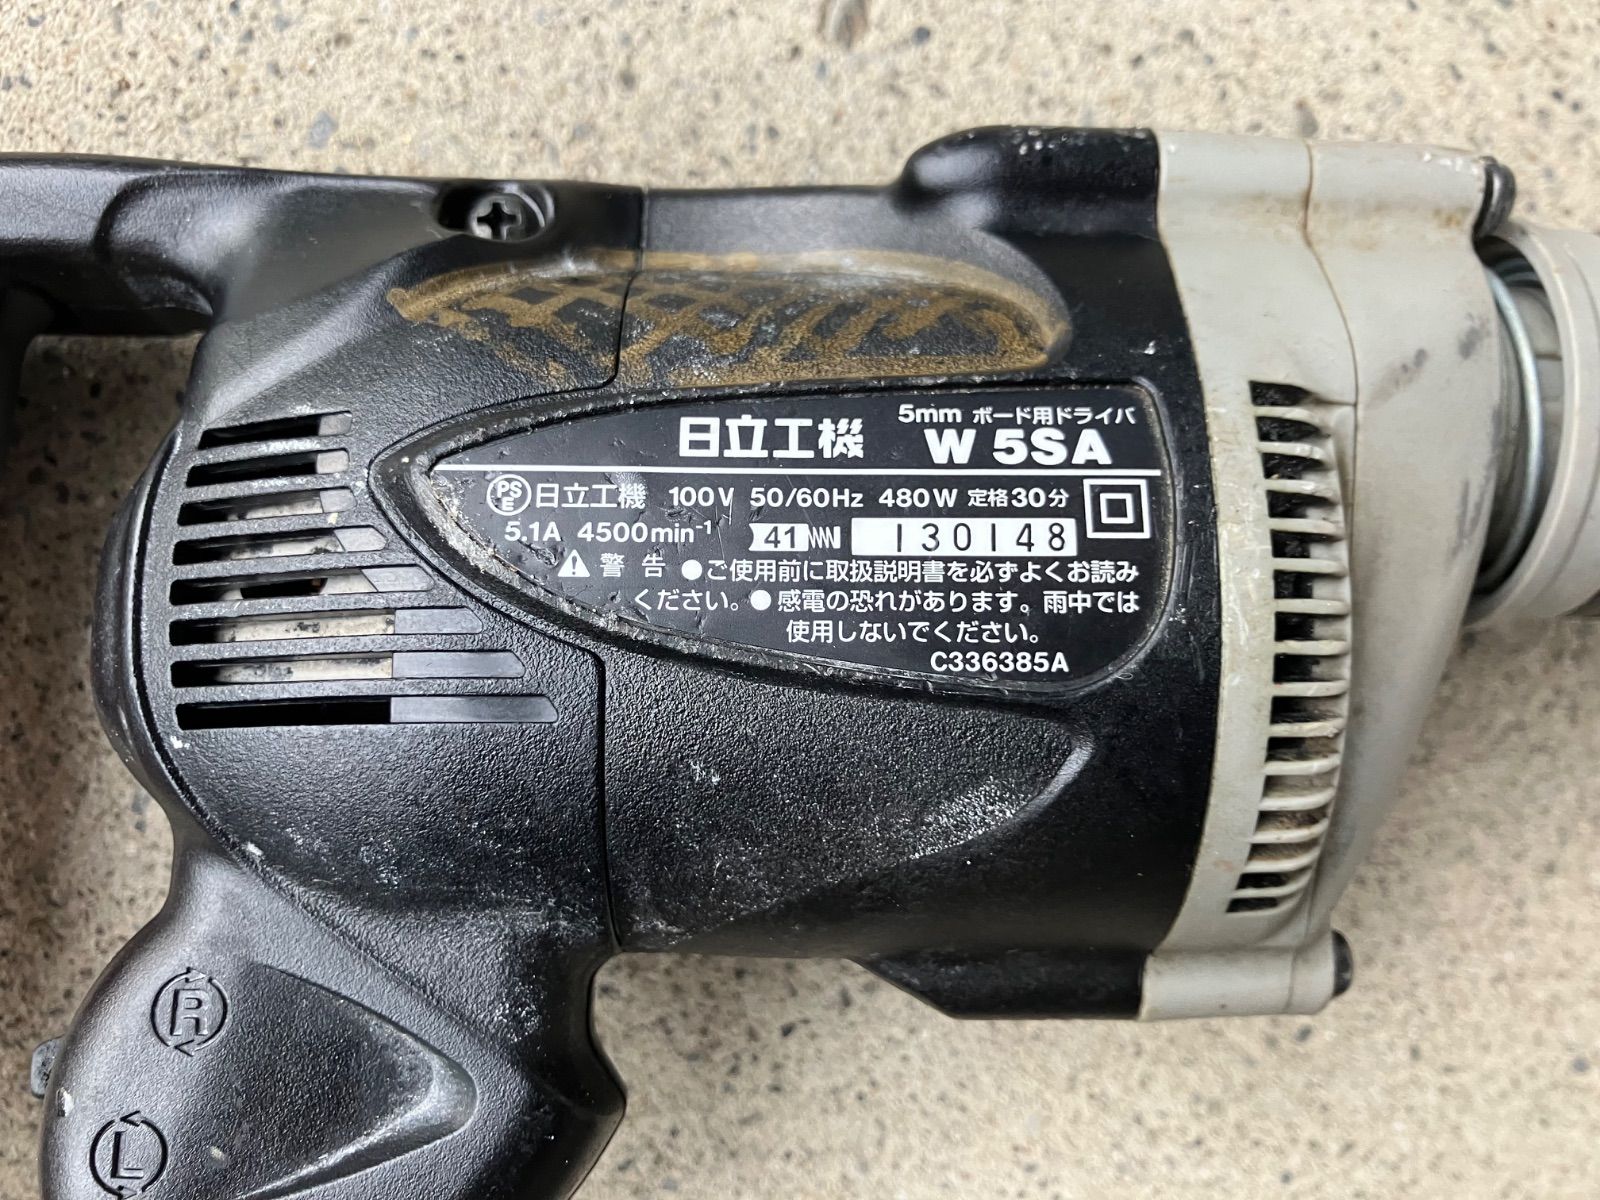 5mm ボード用ドライバ
日立工機 W 5SA
PSE 日立工機 100V 50/60Hz 480W 定格30分
5.1A 4500min⁻¹ 41 130148
警告 ●ご使用前に取扱説明書を必ずよくお読み
ください。●感電の恐れがあります。雨中では
使用しないでください。
C336385A
R
L